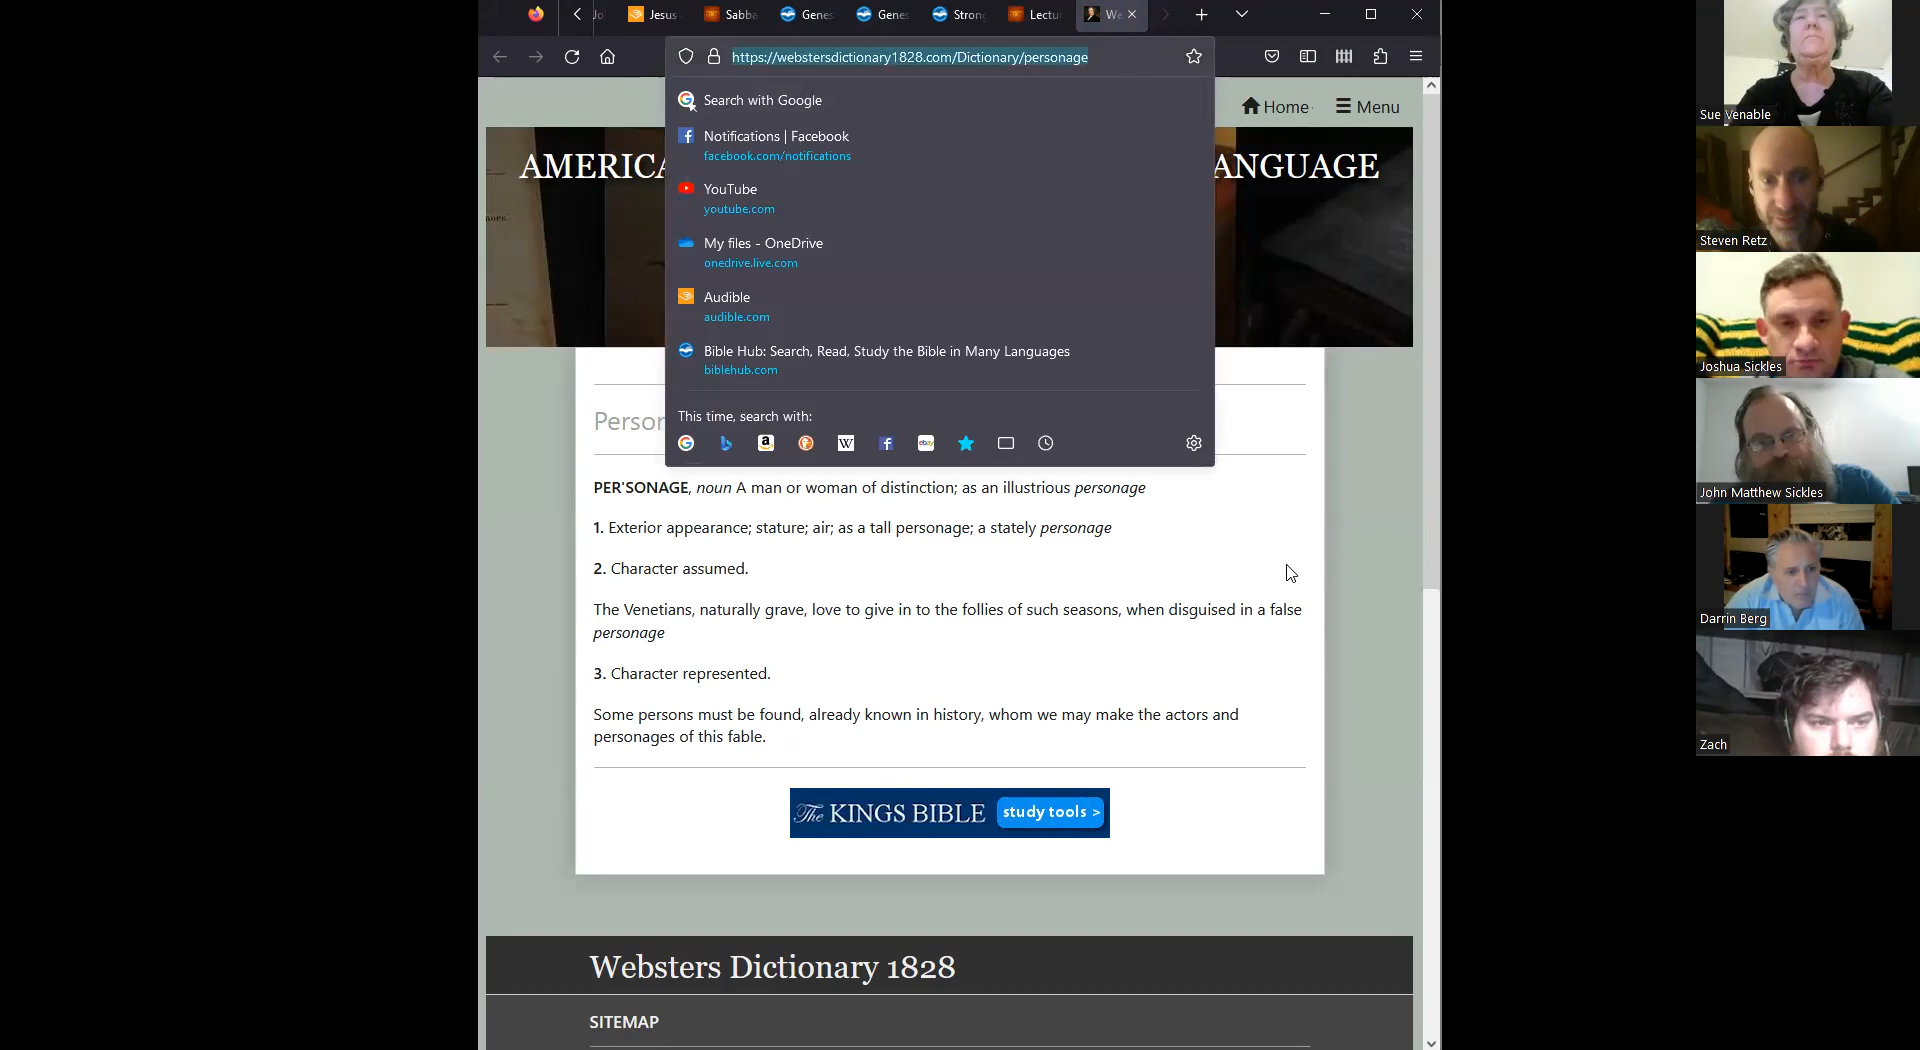 Jesus
Sabba
Genes
Genes
Strong
Lectur
We
https://webstersdictionary1828.com/Dictionary/personage
Search with Google
Notifications | Facebook
facebook.com/notifications
YouTube
youtube.com
My files - OneDrive
onedrive.live.com
Audible
audible.com
Bible Hub: Search, Read, Study the Bible in Many Languages
biblehub.com
This time, search with:
Home
Menu
AMERICA
ANGUAGE
Person
PER'SONAGE, noun A man or woman of distinction; as an illustrious personage
1. Exterior appearance; stature; air; as a tall personage; a stately personage
2. Character assumed.
The Venetians, naturally grave, love to give in to the follies of such seasons, when disguised in a false
personage
3. Character represented.
Some persons must be found, already known in history, whom we may make the actors and
personages of this fable.
The KINGS BIBLE study tools >
Websters Dictionary 1828
SITEMAP
Sue Venable
Steven Retz
Joshua Sickles
John Matthew Sickles
Darrin Berg
Zach